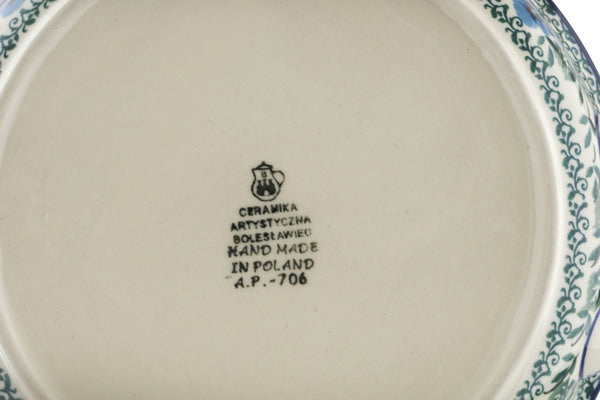 CERAMIKA
ARTYSTYCZNA
BOLESŁAWIEC
HAND MADE
IN POLAND
A.P.-706